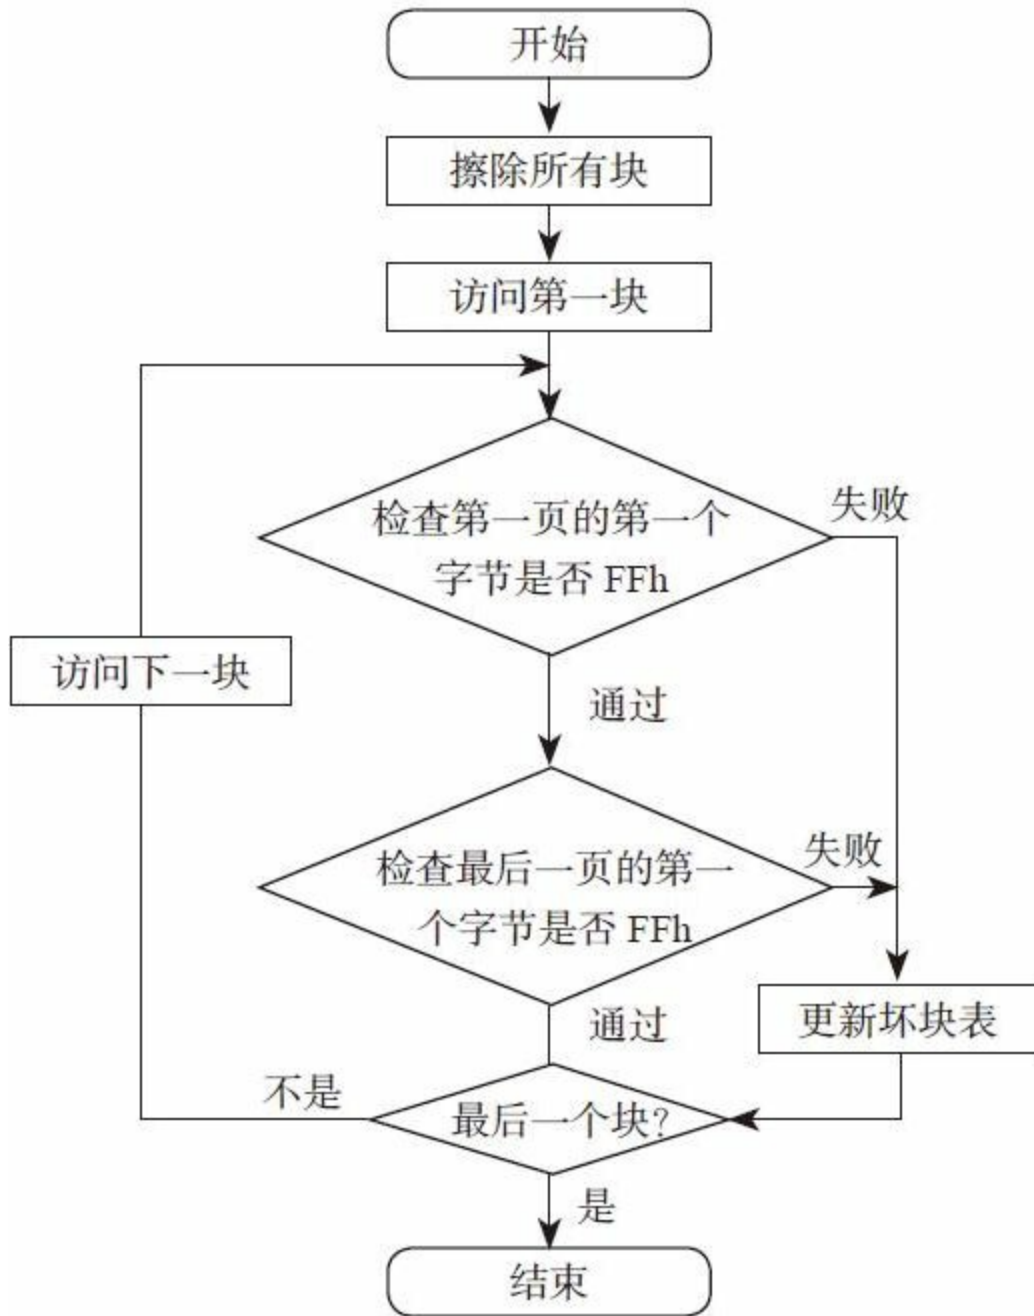 开始
擦除所有块
访问第一块
检查第一页的第一个
字节是否 FFh
失败
访问下一块
通过
检查最后一页的第一
个字节是否 FFh
失败
通过
更新坏块表
不是
最后一个块?
是
结束